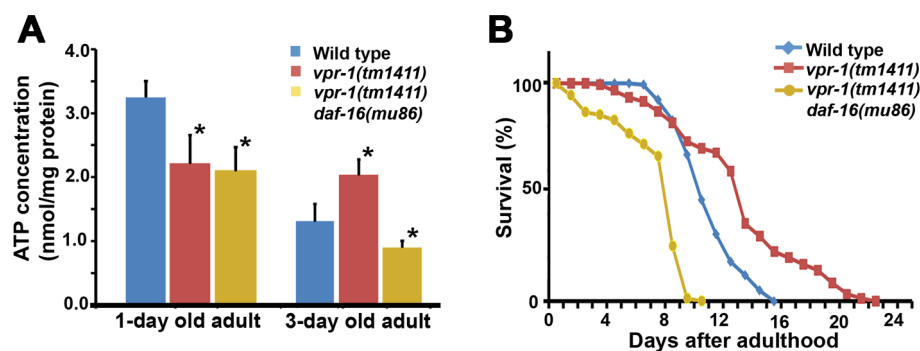 A
ATP concentration
(nmol/mg protein)
4.0
3.0
2.0
1.0
0.0
Wild type
vpr-1(tm1411)
vpr-1(tm1411)
daf-16(mu86)
*
*
*
*
1-day old adult
3-day old adult
B
Survival (%)
100
50
0
Wild type
vpr-1(tm1411)
vpr-1(tm1411)
daf-16(mu86)
0 4 8 12 16 20 24
Days after adulthood